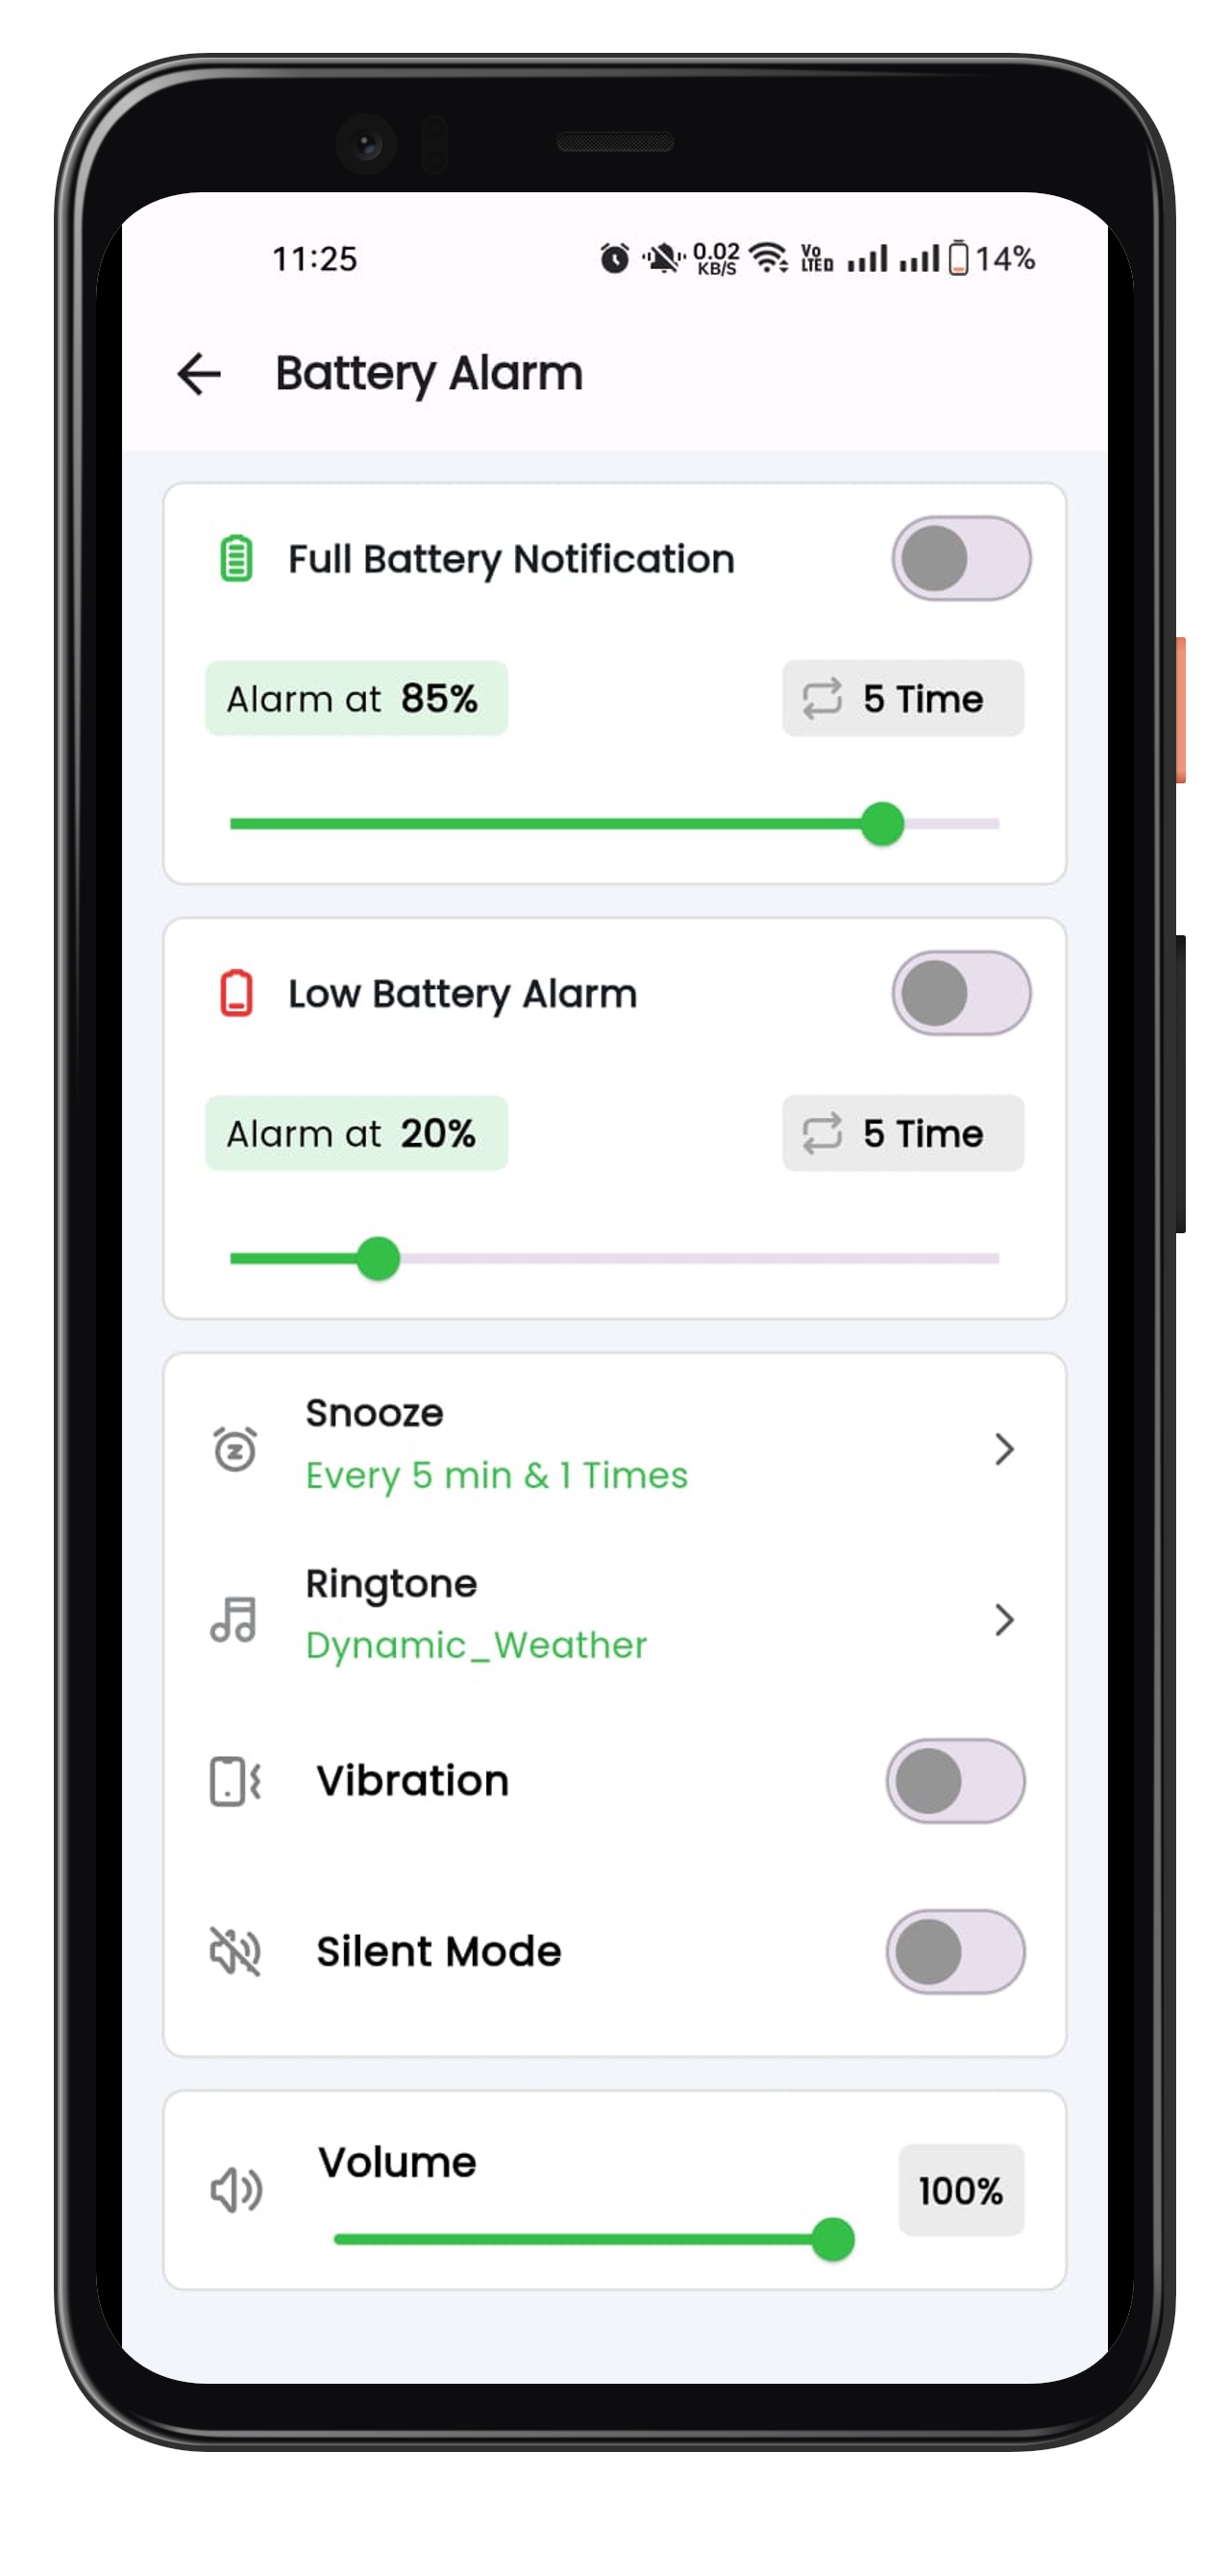 11:25 0.02 KB/S Vo LTED 14%
Battery Alarm
Full Battery Notification
Alarm at 85% 5 Time
Low Battery Alarm
Alarm at 20% 5 Time
Snooze
Every 5 min & 1 Times
Ringtone
Dynamic_Weather
Vibration
Silent Mode
Volume
100%